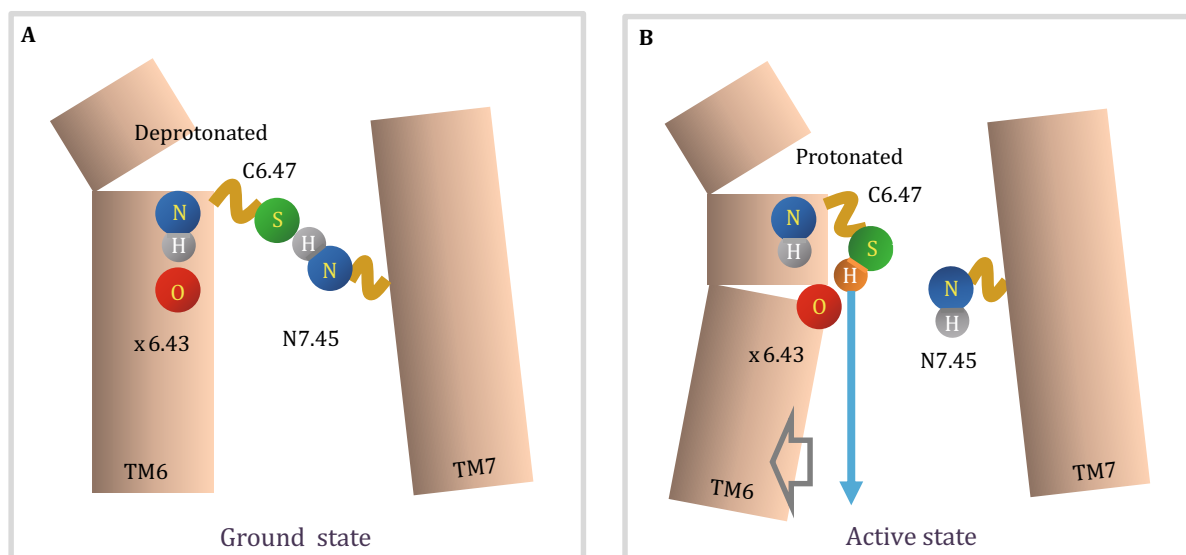 A
Deprotonated
C6.47
N
S
H
H
N
O
x 6.43
N7.45
TM6
TM7
Ground state
B
Protonated
C6.47
N
S
H
H
N
O
H
x 6.43
N7.45
TM6
TM7
Active state